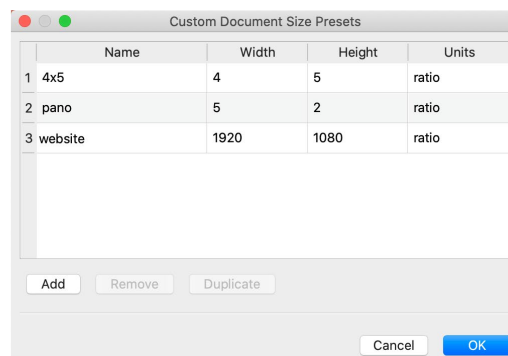 Custom Document Size Presets
Name Width Height Units
1 4x5 4 5 ratio
2 pano 5 2 ratio
3 website 1920 1080 ratio
Add Remove Duplicate
Cancel OK